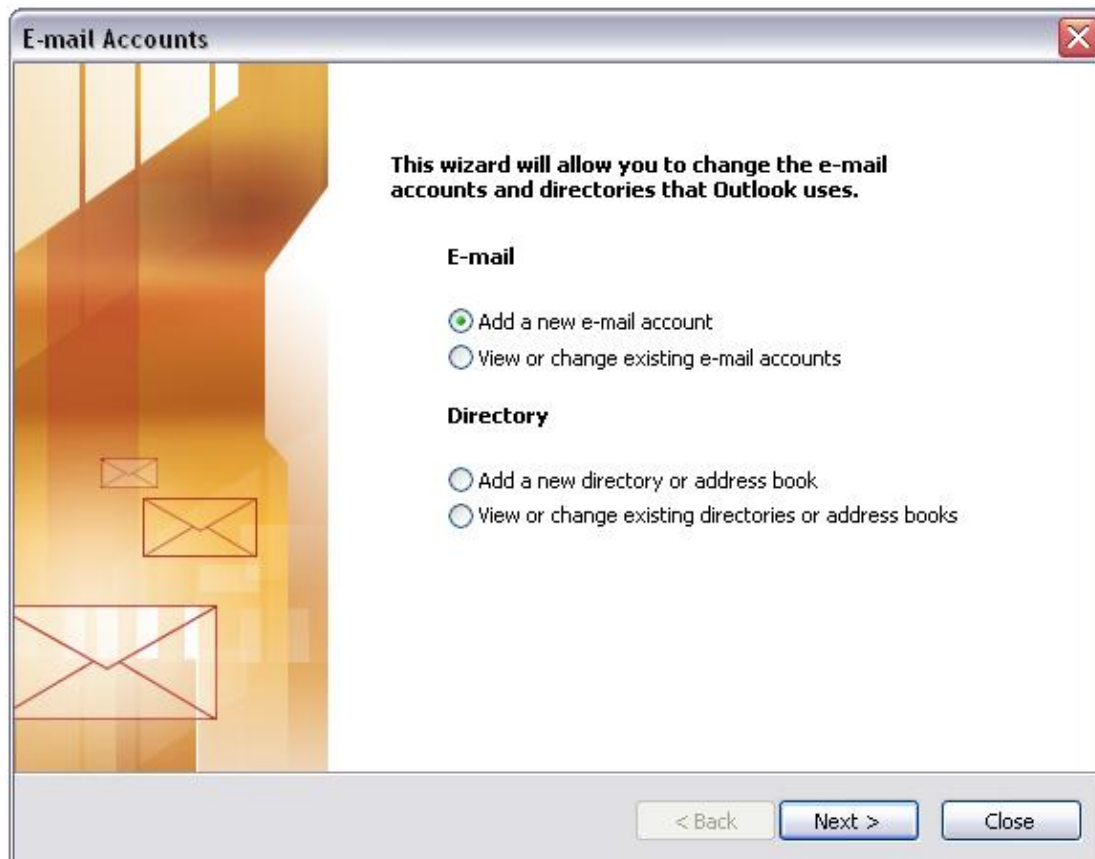 E-mail Accounts
This wizard will allow you to change the e-mail
accounts and directories that Outlook uses.
E-mail
Add a new e-mail account
View or change existing e-mail accounts
Directory
Add a new directory or address book
View or change existing directories or address books
< Back Next > Close